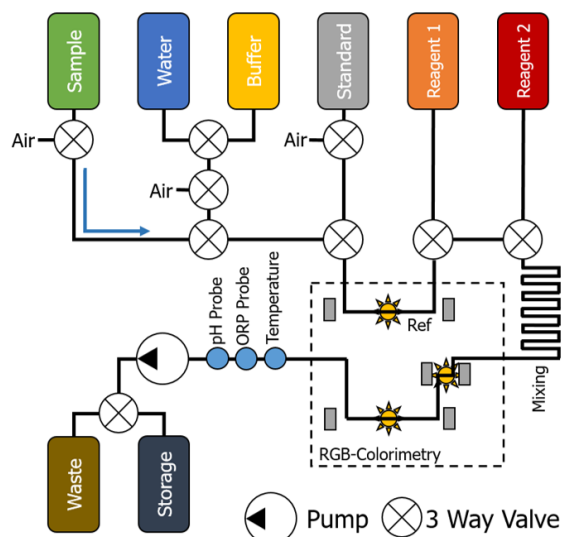 Sample
Water
Buffer
Standard
Reagent 1
Reagent 2
Air
Air
Air
Ref
pH Probe
ORP Probe
Temperature
Mixing
RGB-Colorimetry
Waste
Storage
Pump
3 Way Valve